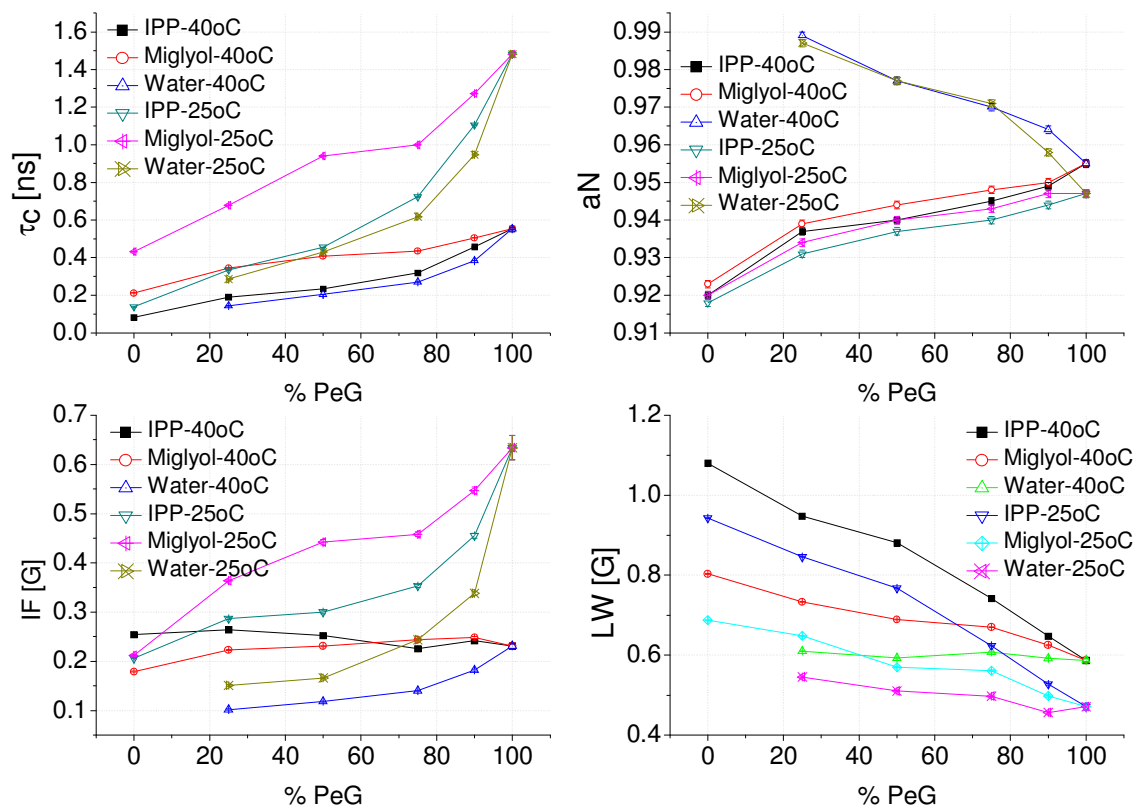 1.6
1.4
1.2
1.0
0.8
0.6
0.4
0.2
0.0
τc [ns]
IPP-40oC
Miglyol-40oC
Water-40oC
IPP-25oC
Miglyol-25oC
Water-25oC
0 20 40 60 80 100
% PeG
0.99
0.98
0.97
0.96
0.95
0.94
0.93
0.92
0.91
aN
IPP-40oC
Miglyol-40oC
Water-40oC
IPP-25oC
Miglyol-25oC
Water-25oC
0 20 40 60 80 100
% PeG
0.7
0.6
0.5
0.4
0.3
0.2
0.1
IF [G]
IPP-40oC
Miglyol-40oC
Water-40oC
IPP-25oC
Miglyol-25oC
Water-25oC
0 20 40 60 80 100
% PeG
1.2
1.0
0.8
0.6
0.4
LW [G]
IPP-40oC
Miglyol-40oC
Water-40oC
IPP-25oC
Miglyol-25oC
Water-25oC
0 20 40 60 80 100
% PeG